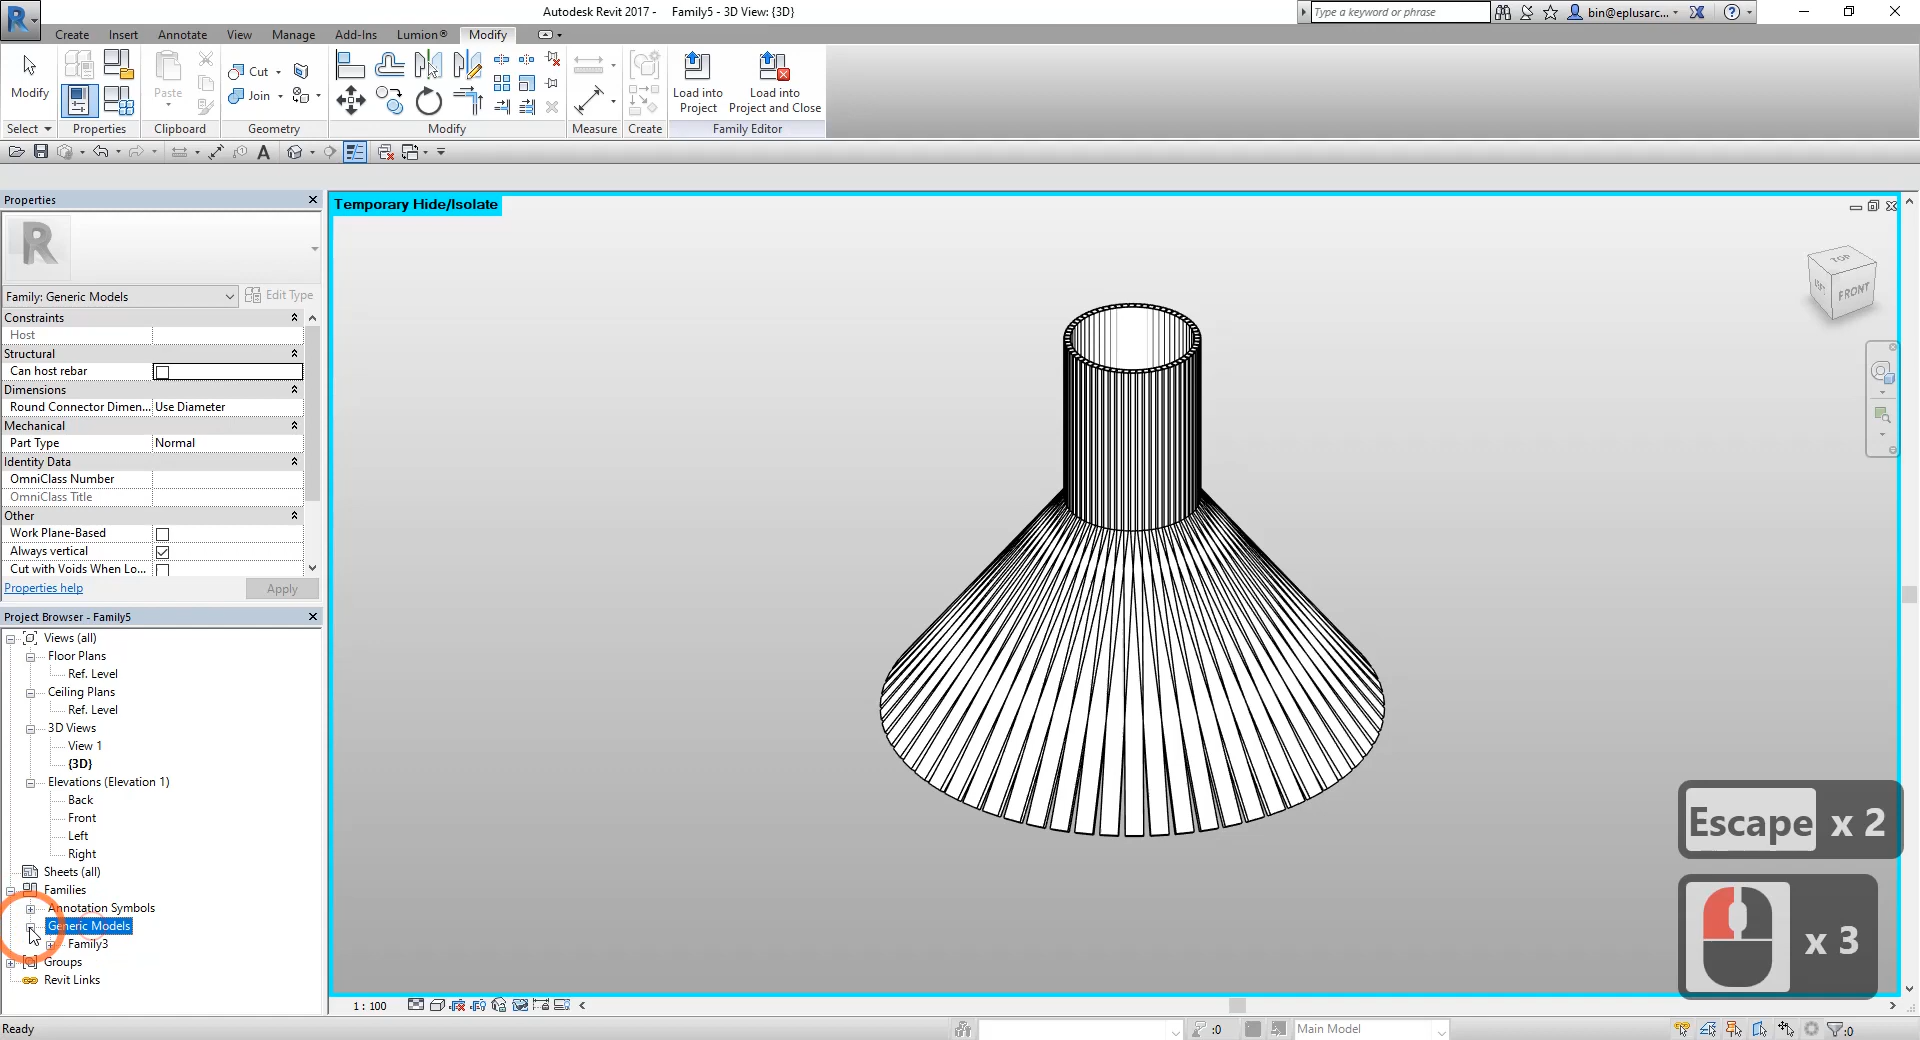 Autodesk Revit 2017 -     Family5 - 3D View: {3D}
Type a keyword or phrase
bin@eplusarc...
Create  Insert  Annotate  View  Manage  Add-Ins  Lumion®  Modify
Modify
Paste
Cut
Join
Load into Project
Load into Project and Close
Select  Properties  Clipboard  Geometry  Modify  Measure  Create  Family Editor
Properties
Temporary Hide/Isolate
Family: Generic Models  Edit Type
Constraints
Host
Structural
Can host rebar
Dimensions
Round Connector Dimen...  Use Diameter
Mechanical
Part Type  Normal
Identity Data
OmniClass Number
OmniClass Title
Other
Work Plane-Based
Always vertical
Cut with Voids When Lo...
Properties help  Apply
Project Browser - Family5
Views (all)
Floor Plans
Ref. Level
Ceiling Plans
Ref. Level
3D Views
View 1
{3D}
Elevations (Elevation 1)
Back
Front
Left
Right
Sheets (all)
Families
Annotation Symbols
Generic Models
Family3
Groups
Revit Links
TOP
FRONT
Escape x 2
x 3
1 : 100
Ready
:0
Main Model
:0